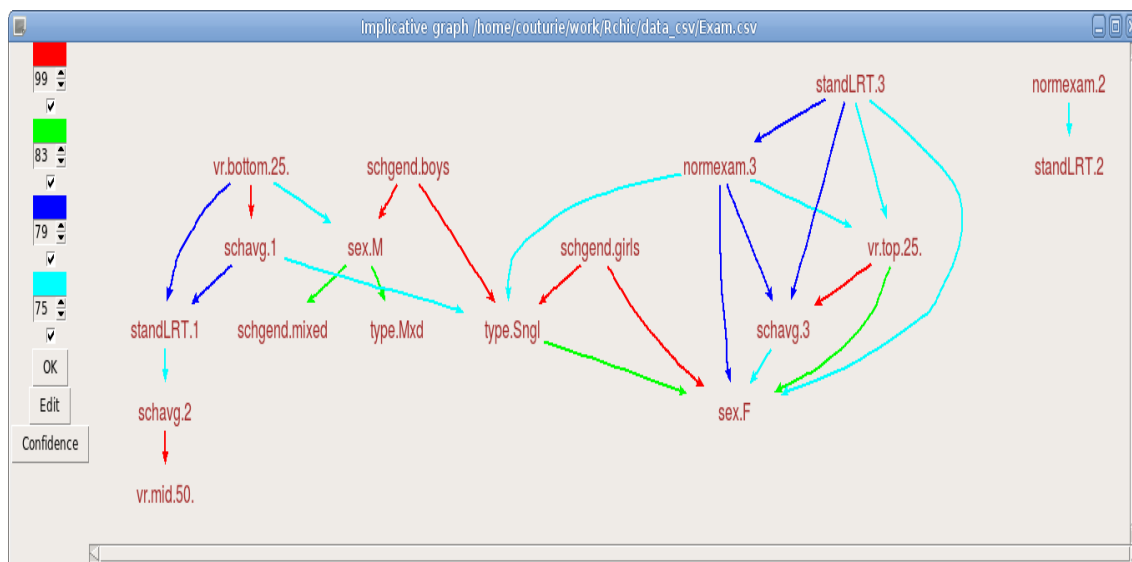 Implicative graph /home/couturie/work/Rchic/data_csv/Exam.csv
99
83
79
75
OK
Edit
Confidence
standLRT.3
normexam.2
vr.bottom.25.
schgend.boys
normexam.3
standLRT.2
schavg.1
sex.M
schgend.girls
vr.top.25.
standLRT.1
schgend.mixed
type.Mxd
type.Sngl
schavg.3
schavg.2
sex.F
vr.mid.50.